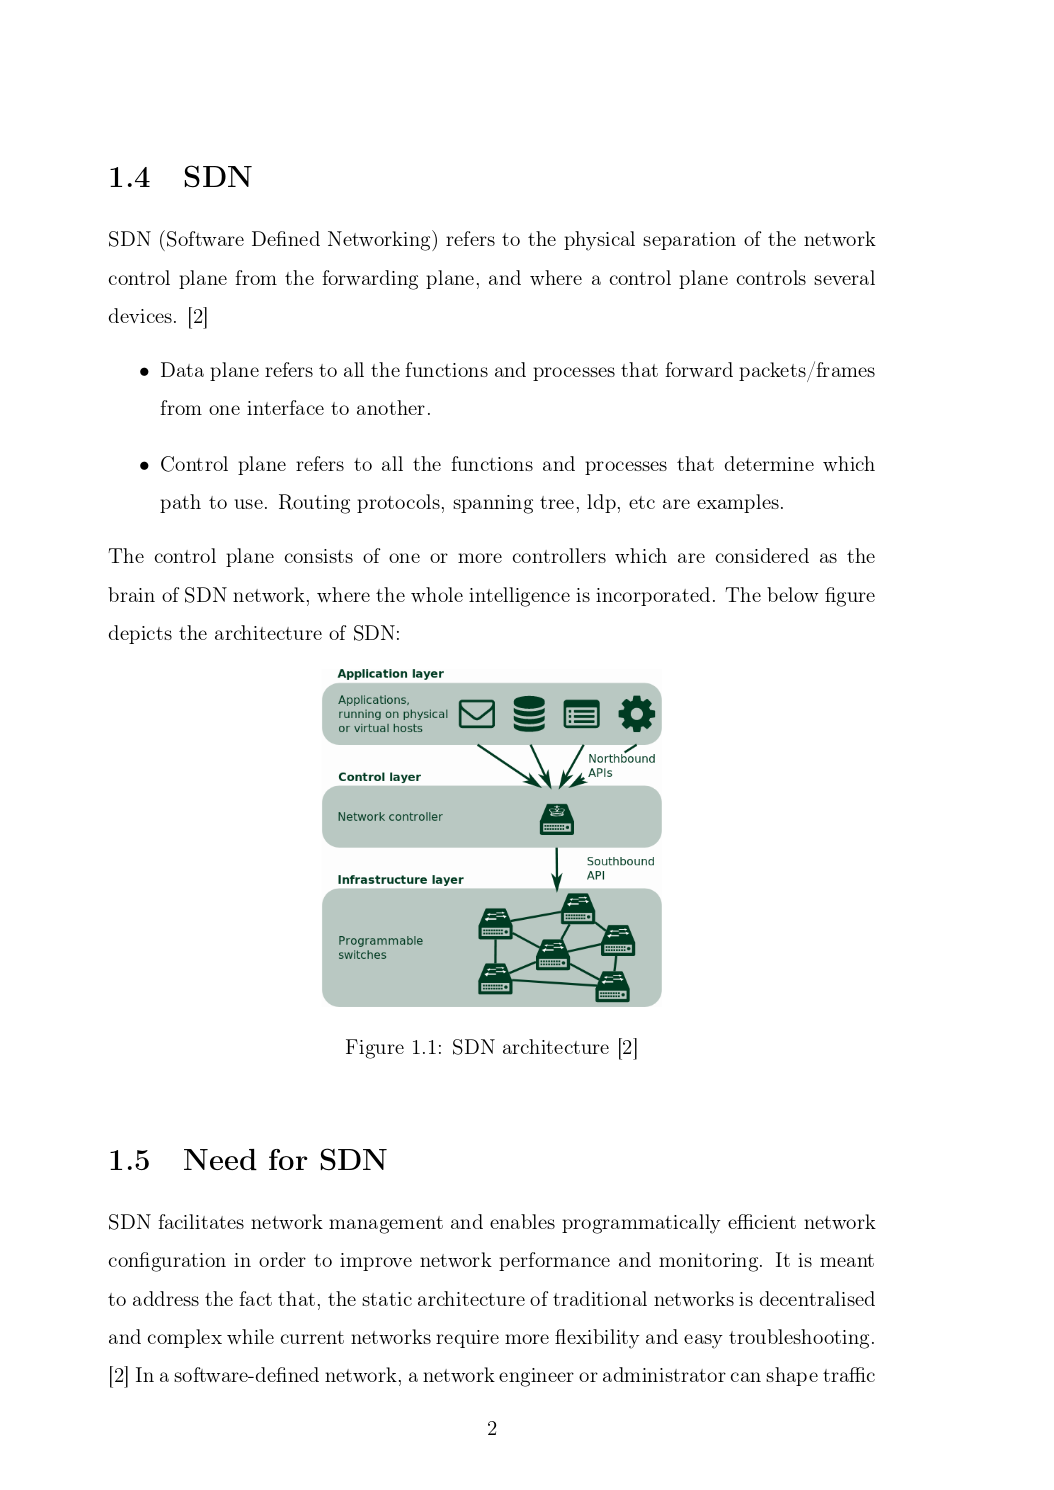 1.4 SDN
SDN (Software Defined Networking) refers to the physical separation of the network
control plane from the forwarding plane, and where a control plane controls several
devices. [2]
• Data plane refers to all the functions and processes that forward packets/frames
from one interface to another.
• Control plane refers to all the functions and processes that determine which
path to use. Routing protocols, spanning tree, ldp, etc are examples.
The control plane consists of one or more controllers which are considered as the
brain of SDN network, where the whole intelligence is incorporated. The below figure
depicts the architecture of SDN:
Application layer
Applications,
running on physical
or virtual hosts
Northbound
APIs
Control layer
Network controller
Southbound
API
Infrastructure layer
Programmable
switches
Figure 1.1: SDN architecture [2]
1.5 Need for SDN
SDN facilitates network management and enables programmatically efficient network
configuration in order to improve network performance and monitoring. It is meant
to address the fact that, the static architecture of traditional networks is decentralised
and complex while current networks require more flexibility and easy troubleshooting.
[2] In a software-defined network, a network engineer or administrator can shape traffic
2